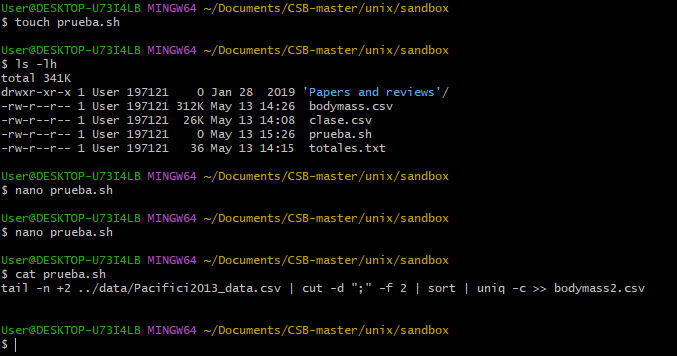 User@DESKTOP-U73I4LB MINGW64 ~/Documents/CSB-master/unix/sandbox
$ touch prueba.sh
User@DESKTOP-U73I4LB MINGW64 ~/Documents/CSB-master/unix/sandbox
$ ls -lh
total 341K
drwxr-xr-x 1 User 197121    0 Jan 28  2019 'Papers and reviews'/
-rw-r--r-- 1 User 197121 312K May 13 14:26  bodymass.csv
-rw-r--r-- 1 User 197121  26K May 13 14:08  clase.csv
-rw-r--r-- 1 User 197121    0 May 13 15:26  prueba.sh
-rw-r--r-- 1 User 197121   36 May 13 14:15  totales.txt
User@DESKTOP-U73I4LB MINGW64 ~/Documents/CSB-master/unix/sandbox
$ nano prueba.sh
User@DESKTOP-U73I4LB MINGW64 ~/Documents/CSB-master/unix/sandbox
$ nano prueba.sh
User@DESKTOP-U73I4LB MINGW64 ~/Documents/CSB-master/unix/sandbox
$ cat prueba.sh
tail -n +2 ../data/Pacifici2013_data.csv | cut -d ";" -f 2 | sort | uniq -c >> bodymass2.csv
User@DESKTOP-U73I4LB MINGW64 ~/Documents/CSB-master/unix/sandbox
$